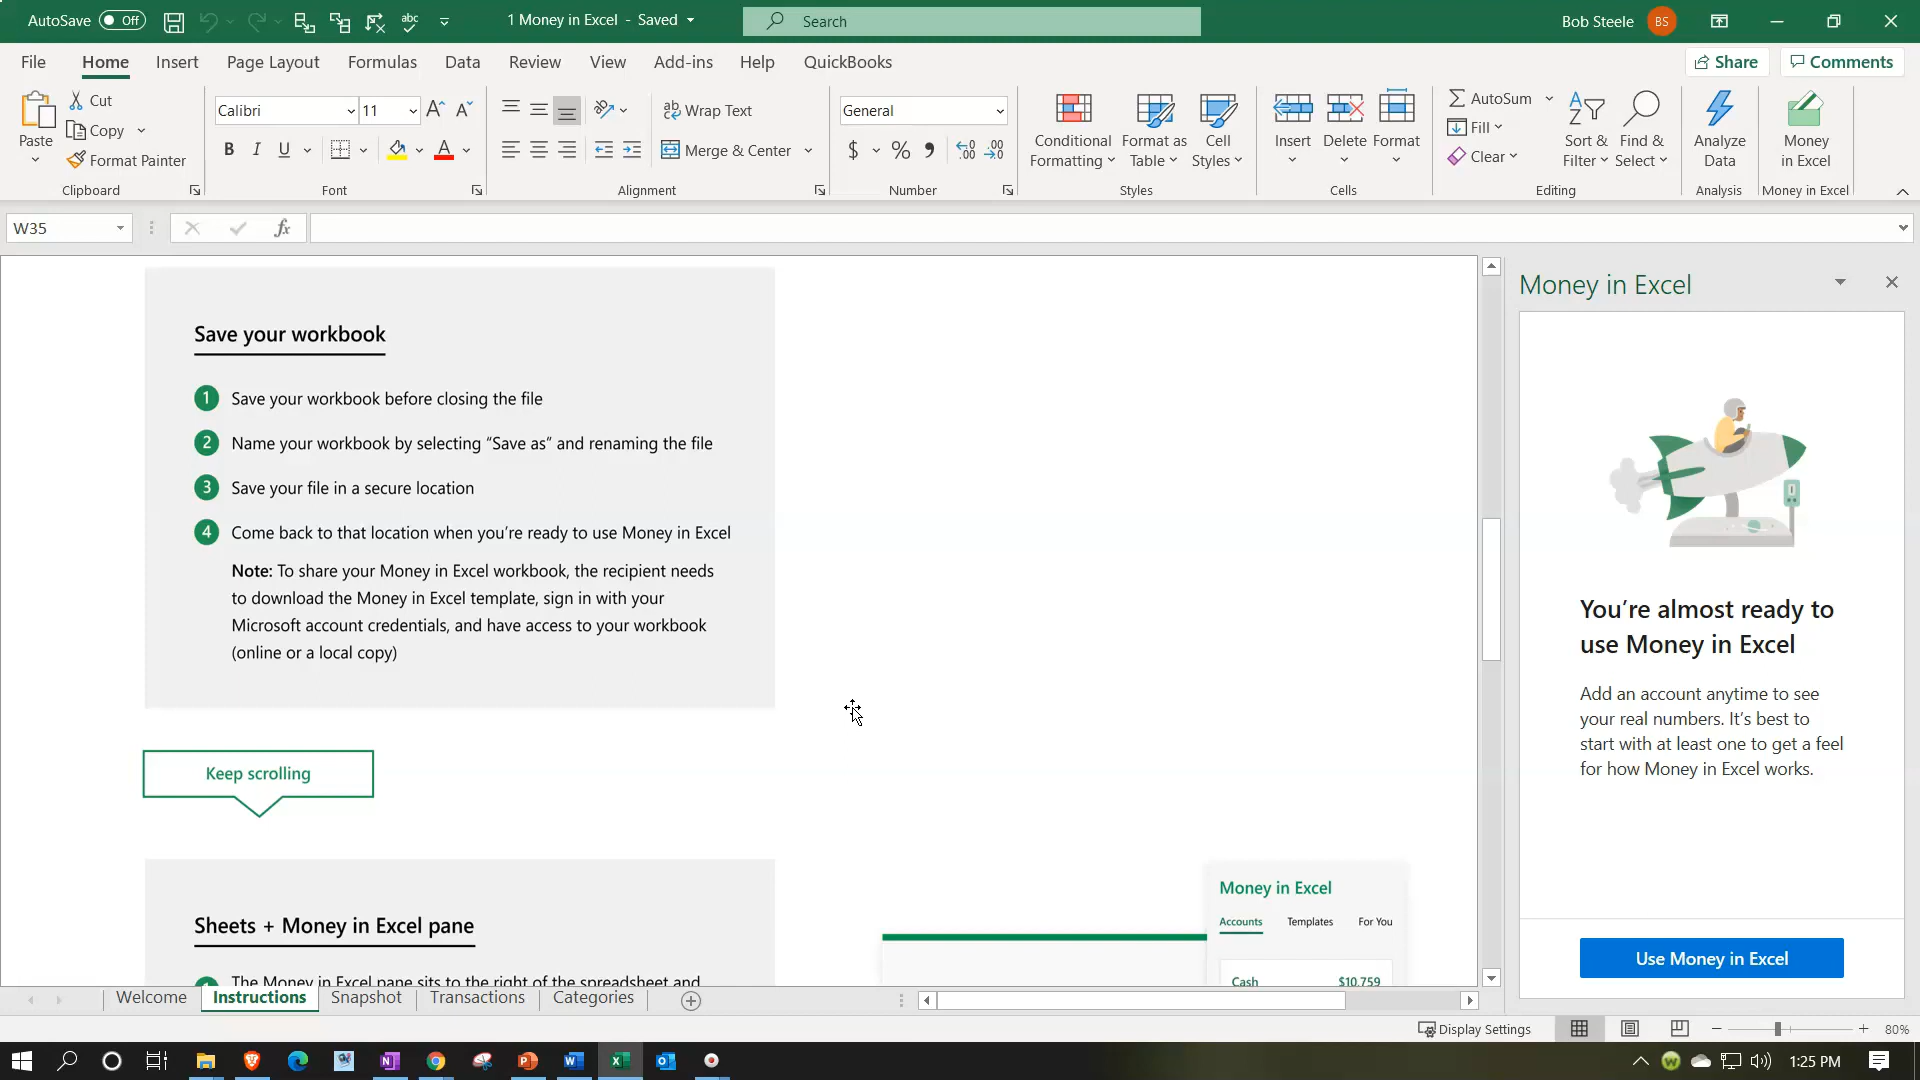 AutoSave Off
abc
1 Money in Excel - Saved
Search
Bob Steele
BS
File
Home
Insert
Page Layout
Formulas
Data
Review
View
Add-ins
Help
QuickBooks
Share
Comments
Paste
Cut
Copy
Format Painter
Clipboard
Calibri
11
B I U
Font
Wrap Text
Merge & Center
Alignment
General
$ % ,
Number
Conditional
Formatting
Format as
Table
Cell
Styles
Styles
Insert
Delete
Format
Cells
AutoSum
Fill
Clear
Sort &
Filter
Find &
Select
Editing
Analyze
Data
Analysis
Money
in Excel
Money in Excel
W35
fx
Save your workbook
1 Save your workbook before closing the file
2 Name your workbook by selecting “Save as” and renaming the file
3 Save your file in a secure location
4 Come back to that location when you’re ready to use Money in Excel
Note: To share your Money in Excel workbook, the recipient needs
to download the Money in Excel template, sign in with your
Microsoft account credentials, and have access to your workbook
(online or a local copy)
Keep scrolling
Sheets + Money in Excel pane
1 The Money in Excel pane sits to the right of the spreadsheet and
Money in Excel
Accounts Templates For You
Cash $10,759
Money in Excel
You’re almost ready to
use Money in Excel
Add an account anytime to see
your real numbers. It’s best to
start with at least one to get a feel
for how Money in Excel works.
Use Money in Excel
Welcome
Instructions
Snapshot
Transactions
Categories
Display Settings
80%
1:25 PM